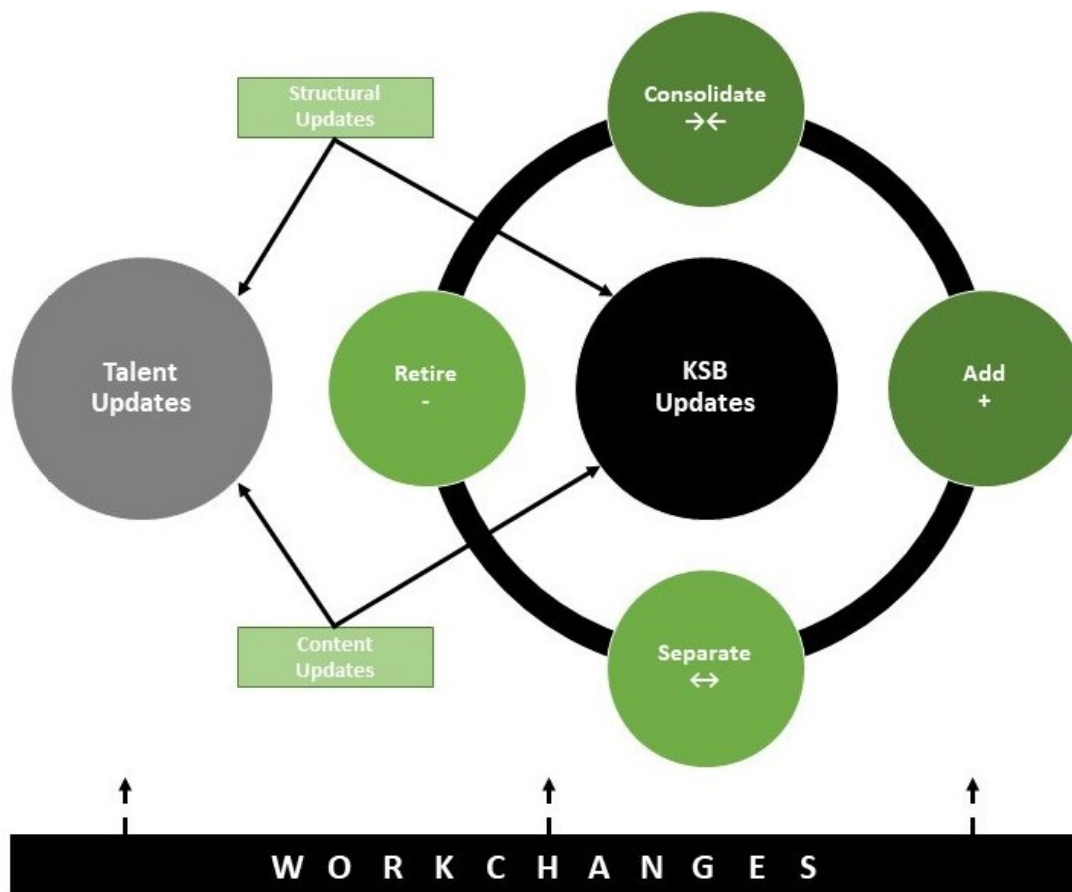 Structural
Updates
Consolidate
→←
Talent
Updates
Retire
-
KSB
Updates
Add
+
Content
Updates
Separate
↔
W O R K C H A N G E S